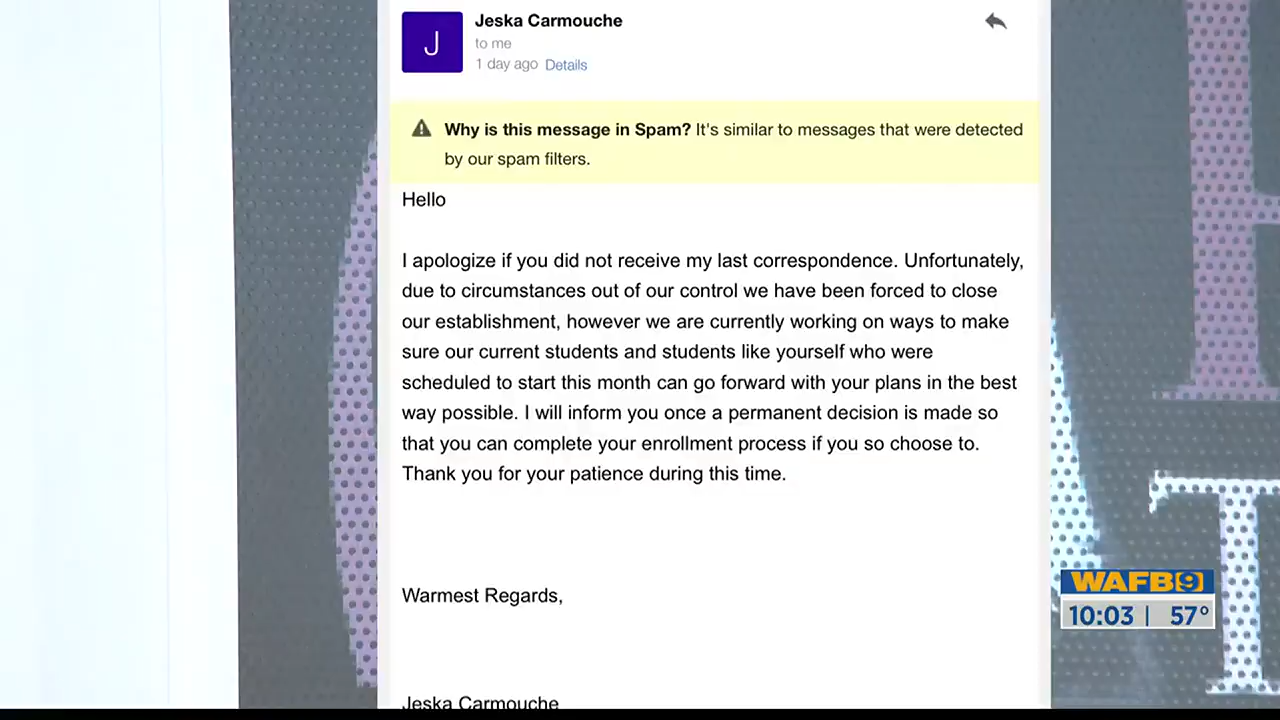 Jeska Carmouche
J
to me
1 day ago Details
Why is this message in Spam? It's similar to messages that were detected
by our spam filters.
Hello
I apologize if you did not receive my last correspondence. Unfortunately,
due to circumstances out of our control we have been forced to close
our establishment, however we are currently working on ways to make
sure our current students and students like yourself who were
scheduled to start this month can go forward with your plans in the best
way possible. I will inform you once a permanent decision is made so
that you can complete your enrollment process if you so choose to.
Thank you for your patience during this time.
Warmest Regards,
Jeska Carmouche
WAFB9
10:03 | 57°